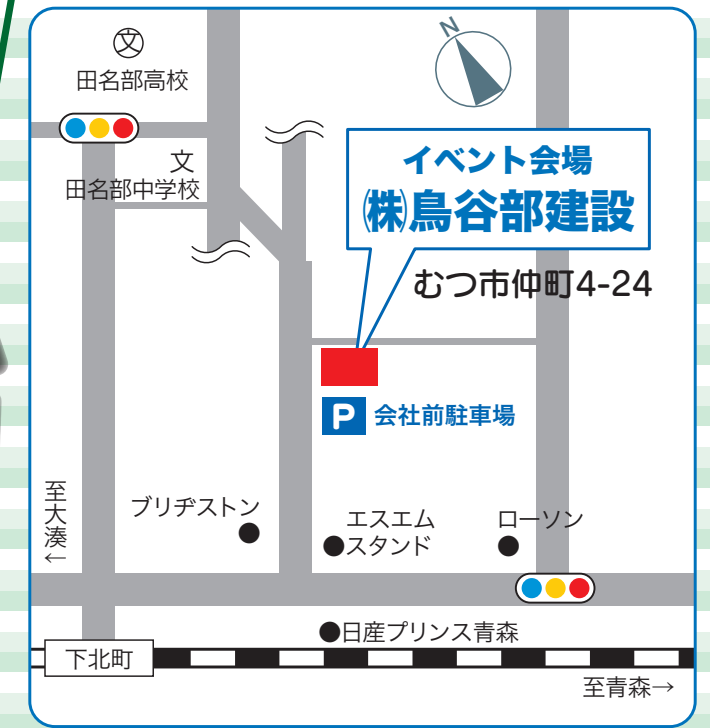 文
田名部高校
N
文
田名部中学校
イベント会場
㈱鳥谷部建設
むつ市仲町4-24
P 会社前駐車場
至大湊←
ブリヂストン
エスエム
スタンド
ローソン
日産プリンス青森
下北町
至青森→